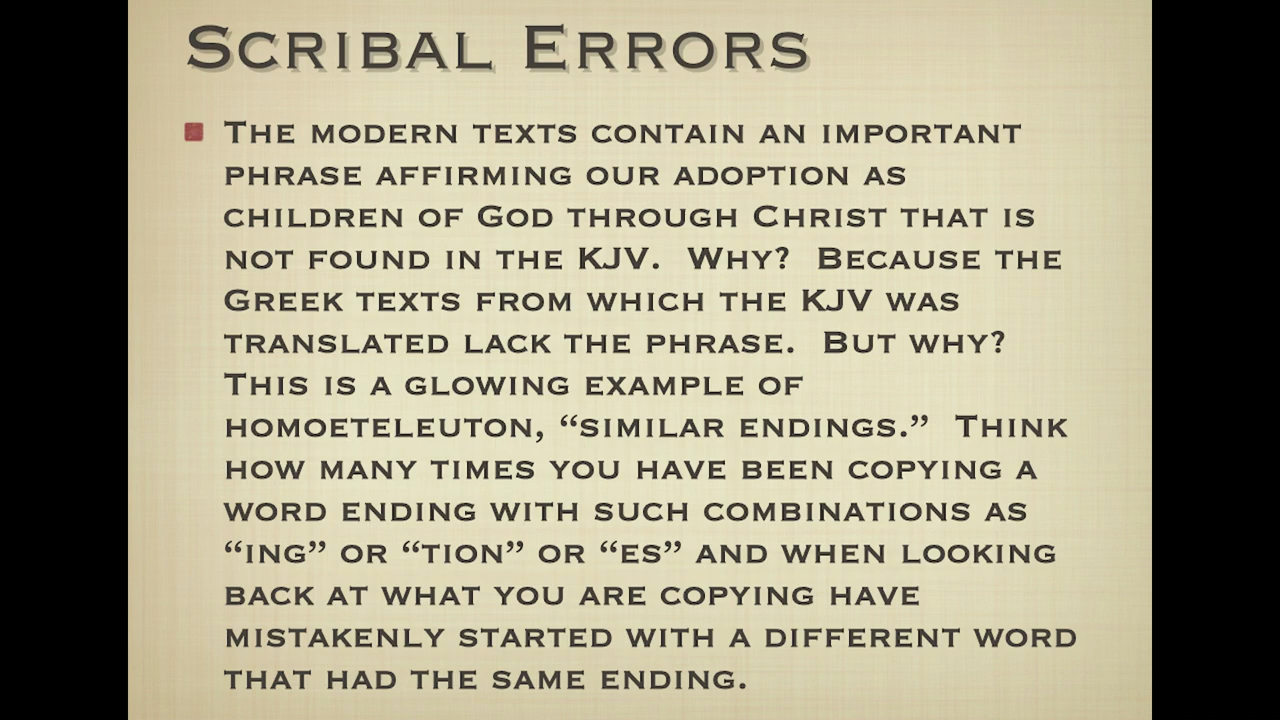 Scribal Errors
The modern texts contain an important
phrase affirming our adoption as
children of God through Christ that is
not found in the KJV.  Why?  Because the
Greek texts from which the KJV was
translated lack the phrase.  But why?
This is a glowing example of
homoeteleuton, “similar endings.”  Think
how many times you have been copying a
word ending with such combinations as
“ing” or “tion” or “es” and when looking
back at what you are copying have
mistakenly started with a different word
that had the same ending.